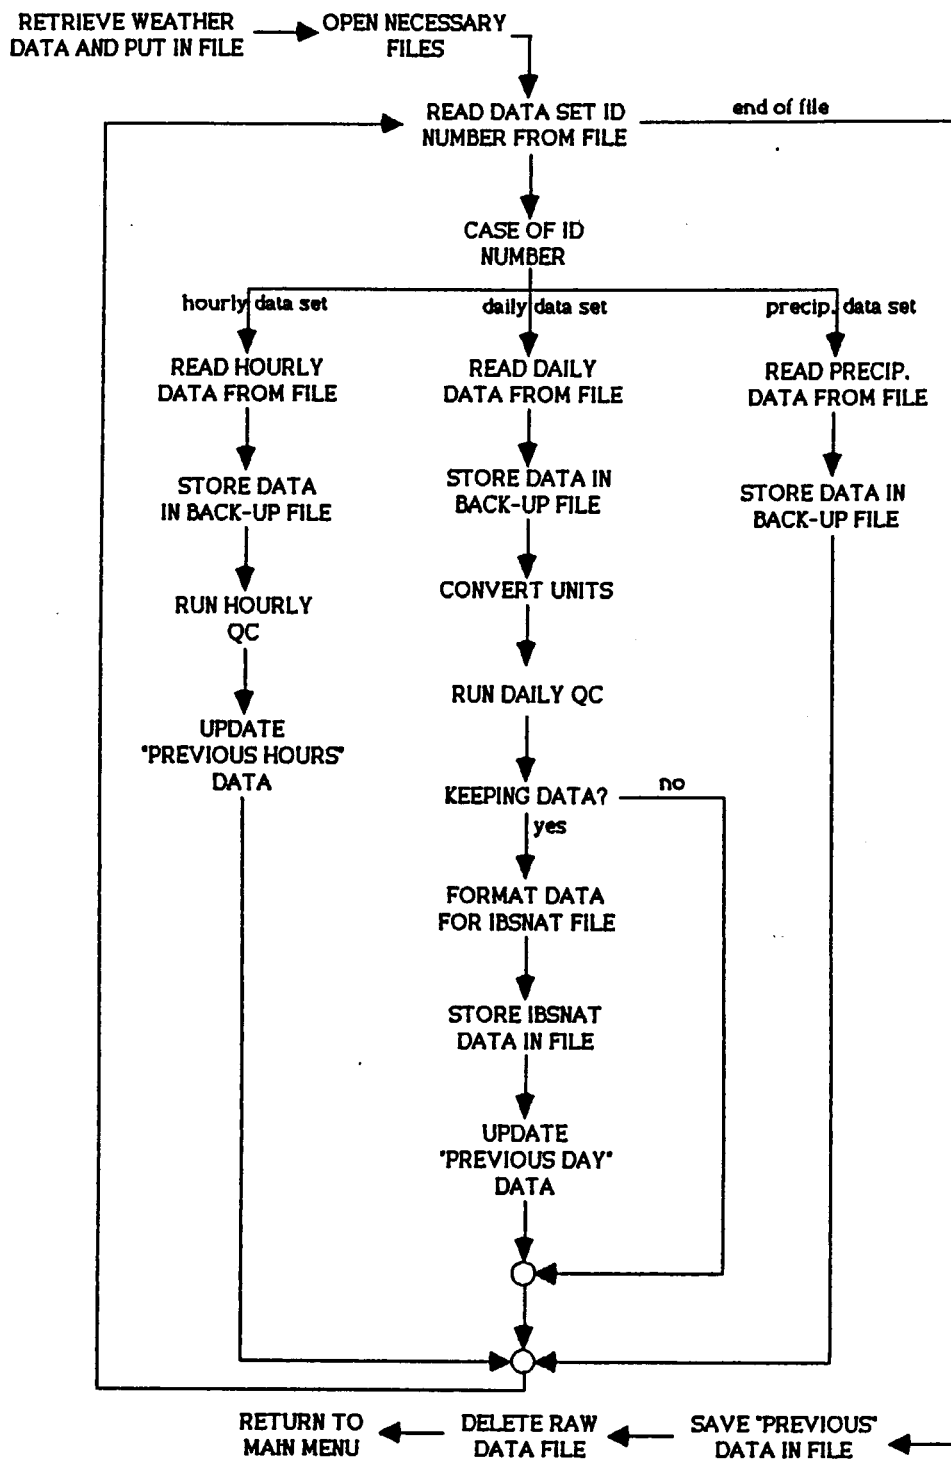 RETRIEVE WEATHER
DATA AND PUT IN FILE
OPEN NECESSARY
FILES
READ DATA SET ID
NUMBER FROM FILE
end of file
CASE OF ID
NUMBER
hourly data set
daily data set
precip. data set
READ HOURLY
DATA FROM FILE
READ DAILY
DATA FROM FILE
READ PRECIP.
DATA FROM FILE
STORE DATA
IN BACK-UP FILE
STORE DATA IN
BACK-UP FILE
STORE DATA IN
BACK-UP FILE
CONVERT UNITS
RUN HOURLY
QC
RUN DAILY QC
UPDATE
"PREVIOUS HOURS"
DATA
KEEPING DATA?
no
yes
FORMAT DATA
FOR IBSNAT FILE
STORE IBSNAT
DATA IN FILE
UPDATE
"PREVIOUS DAY"
DATA
RETURN TO
MAIN MENU
DELETE RAW
DATA FILE
SAVE "PREVIOUS"
DATA IN FILE